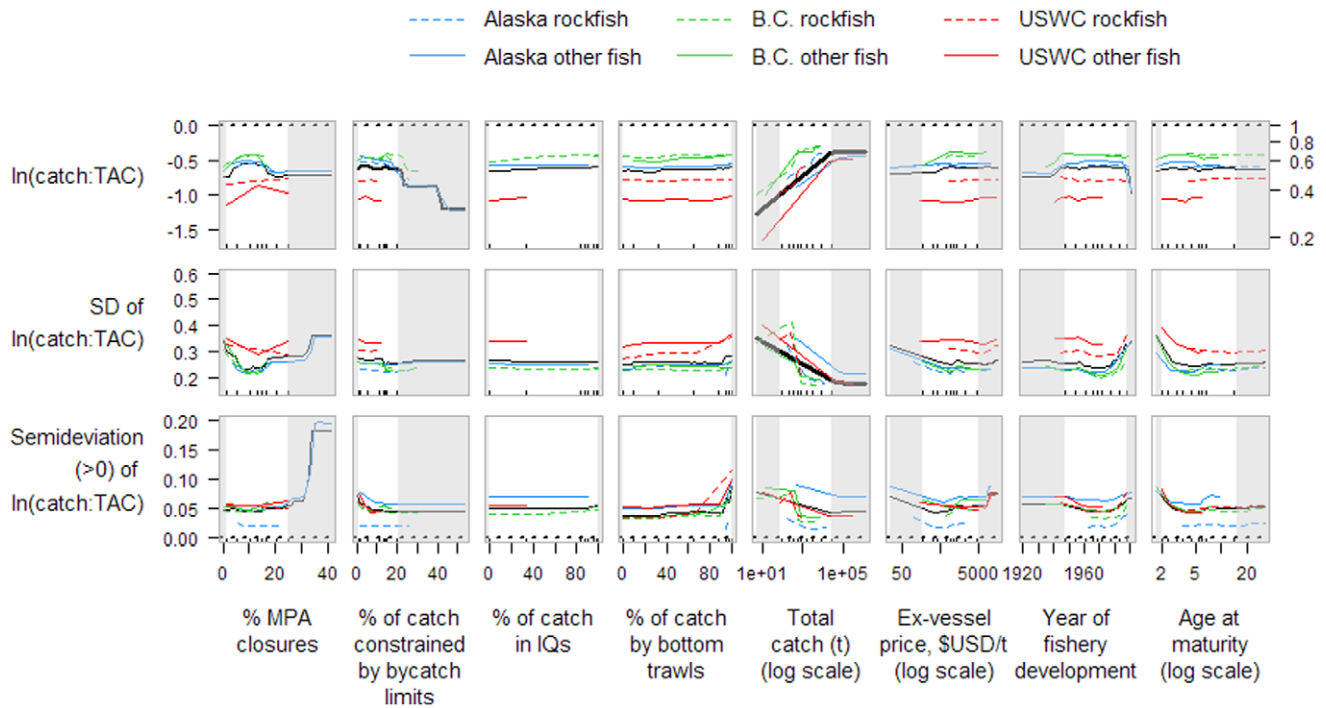 Alaska rockfish B.C. rockfish USWC rockfish
Alaska other fish B.C. other fish USWC other fish
0.0 1
0.8
ln(catch:TAC) -0.5 0.6
-1.0 0.4
-1.5 0.2
0.6
SD of 0.5
ln(catch:TAC) 0.4
0.3
0.2
0.20
Semideviation 0.15
(>0) of 0.10
ln(catch:TAC) 0.05
0.00
0 20 40 0 20 40 0 40 80 0 40 80 1e+01 1e+05 50 5000 1920 1960 2 5 20
% MPA % of catch % of catch % of catch Total Ex-vessel Year of Age at
closures constrained in IQs by bottom catch (t) price, $USD/t fishery maturity
by bycatch trawls (log scale) (log scale) development (log scale)
limits